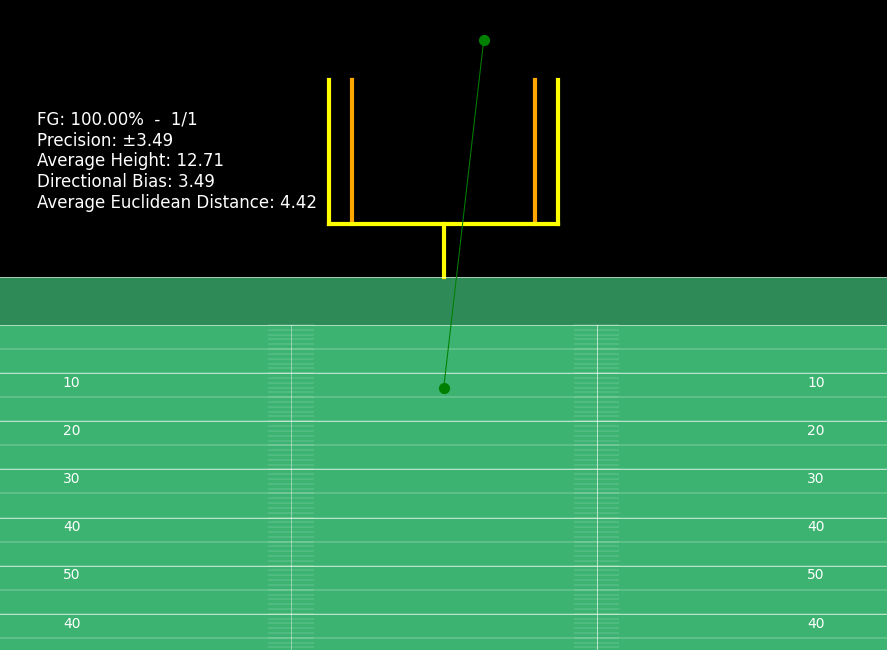 FG: 100.00%  -  1/1
Precision: ±3.49
Average Height: 12.71
Directional Bias: 3.49
Average Euclidean Distance: 4.42
10 10
20 20
30 30
40 40
50 50
40 40